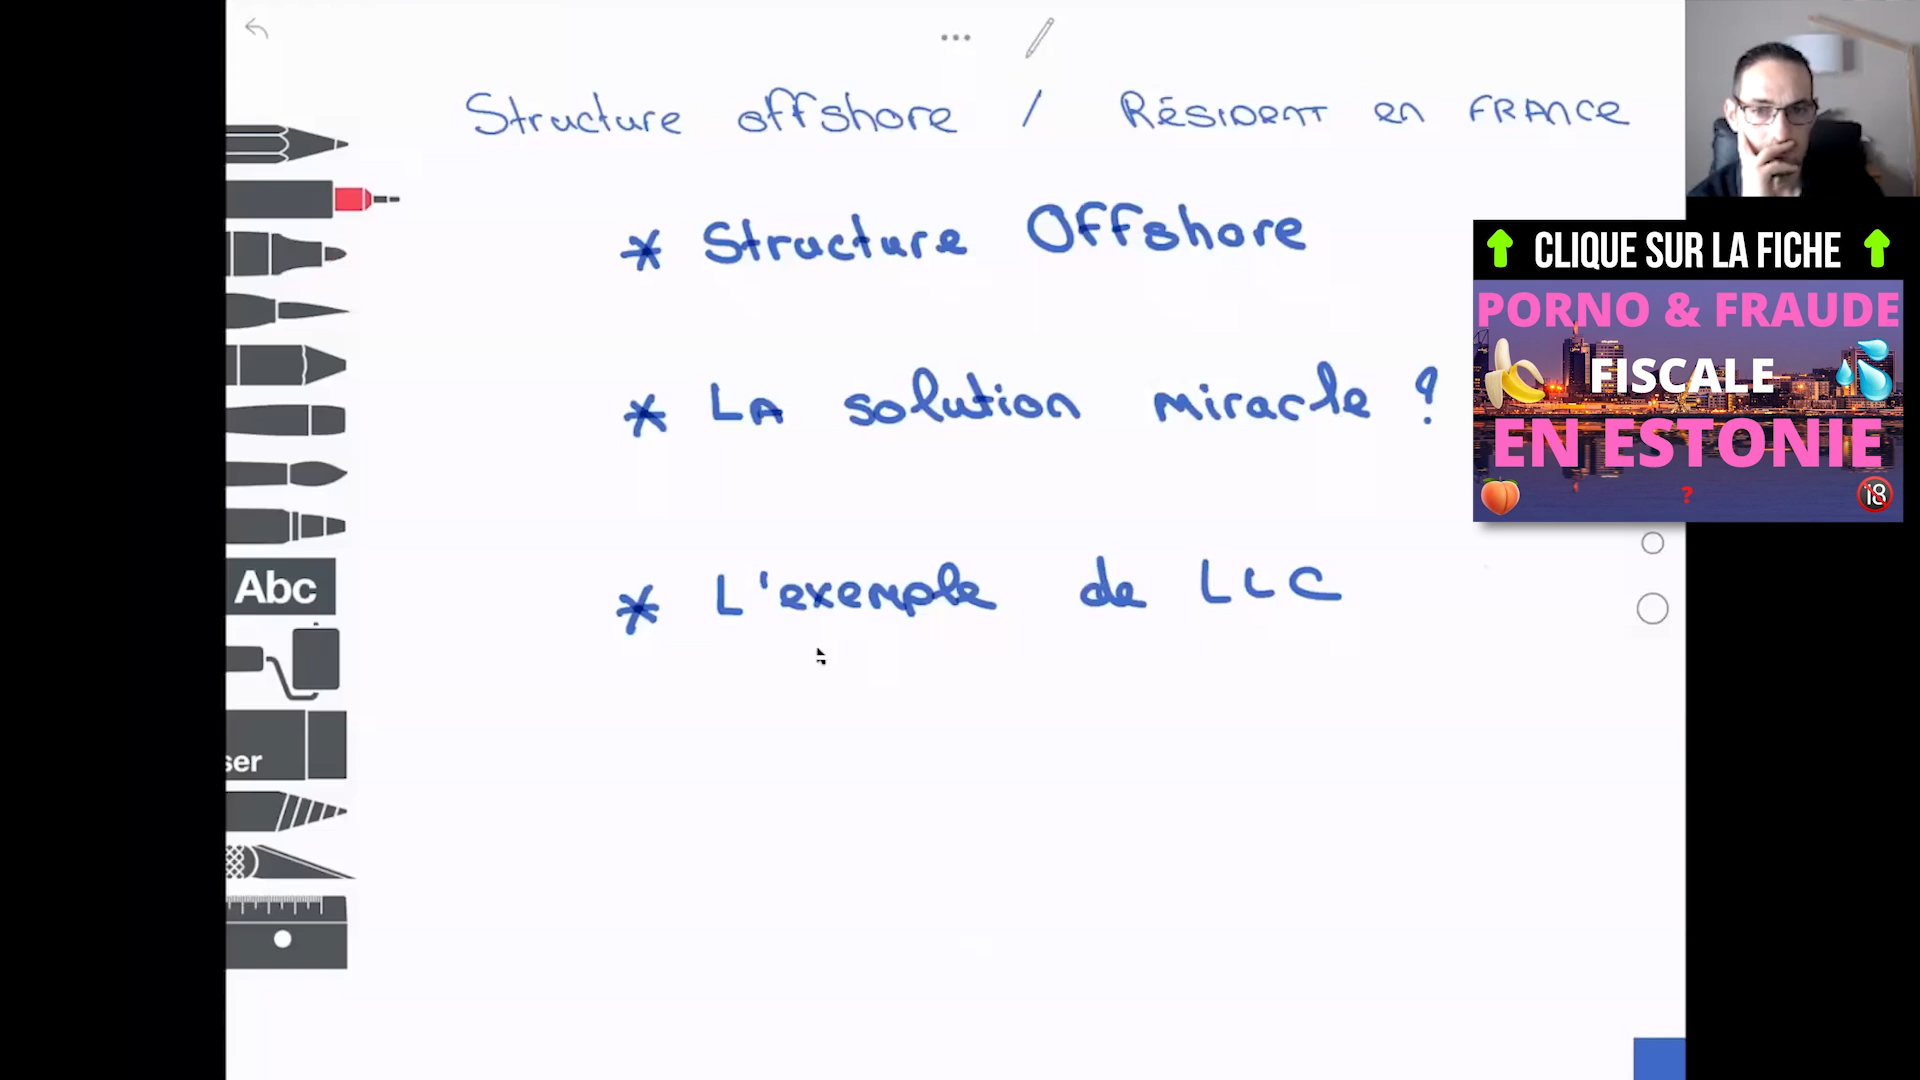 Structure offshore / RÉSIDENT en FRANCE
* Structure Offshore
* LA solution miracle ?
* L'exemple de LLC
CLIQUE SUR LA FICHE
PORNO & FRAUDE
FISCALE
EN ESTONIE
?
18
Abc
ser